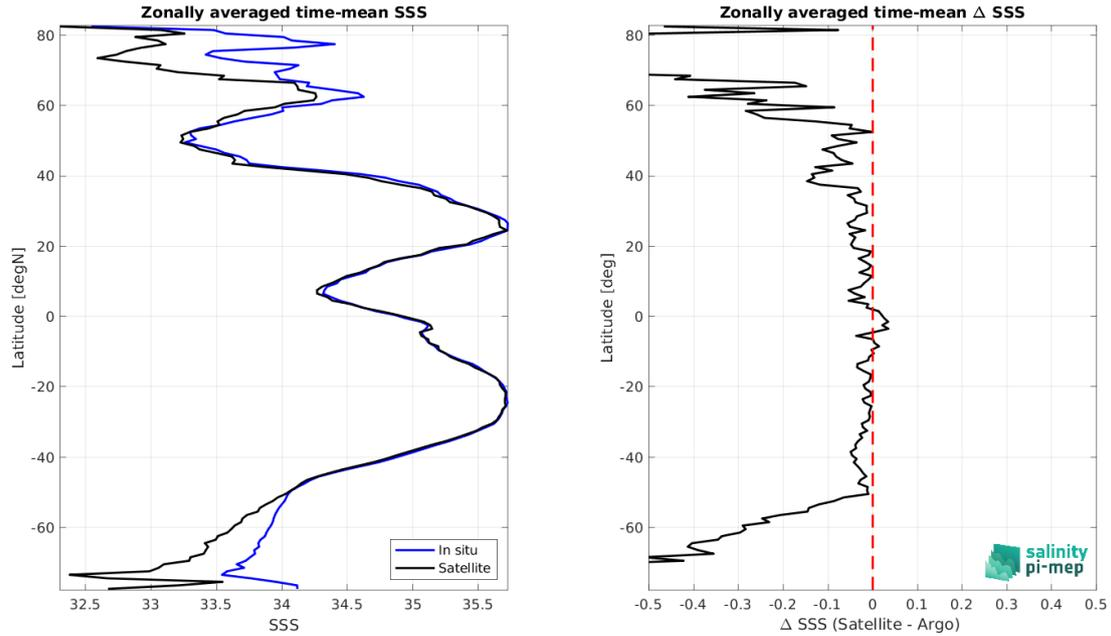 Zonally averaged time-mean SSS
80
60
40
20
0
-20
-40
-60
Latitude [degN]
In situ
Satellite
32.5 33 33.5 34 34.5 35 35.5
SSS
Zonally averaged time-mean Δ SSS
80
60
40
20
0
-20
-40
-60
Latitude [deg]
salinity
pi-mep
-0.5 -0.4 -0.3 -0.2 -0.1 0 0.1 0.2 0.3 0.4 0.5
Δ SSS (Satellite - Argo)